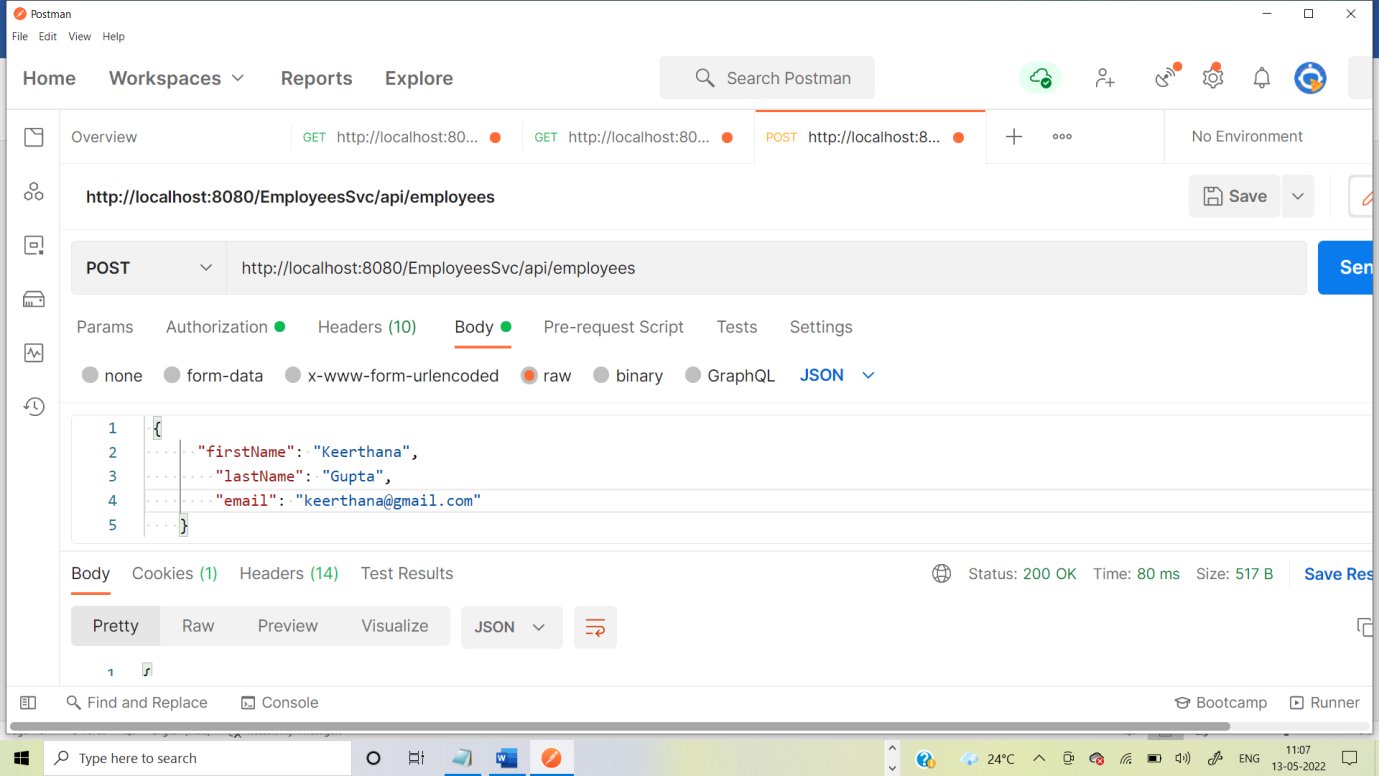 Postman
File Edit View Help
Home Workspaces Reports Explore Search Postman
Overview GET http://localhost:80... GET http://localhost:80... POST http://localhost:8... No Environment
http://localhost:8080/EmployeesSvc/api/employees Save
POST http://localhost:8080/EmployeesSvc/api/employees Sen
Params Authorization Headers (10) Body Pre-request Script Tests Settings
none form-data x-www-form-urlencoded raw binary GraphQL JSON
1 {
2 "firstName": "Keerthana",
3 "lastName": "Gupta",
4 "email": "keerthana@gmail.com"
5 }
Body Cookies (1) Headers (14) Test Results Status: 200 OK Time: 80 ms Size: 517 B Save Res
Pretty Raw Preview Visualize JSON
1 {
Find and Replace Console Bootcamp Runner
Type here to search 24°C ENG 11:07
13-05-2022